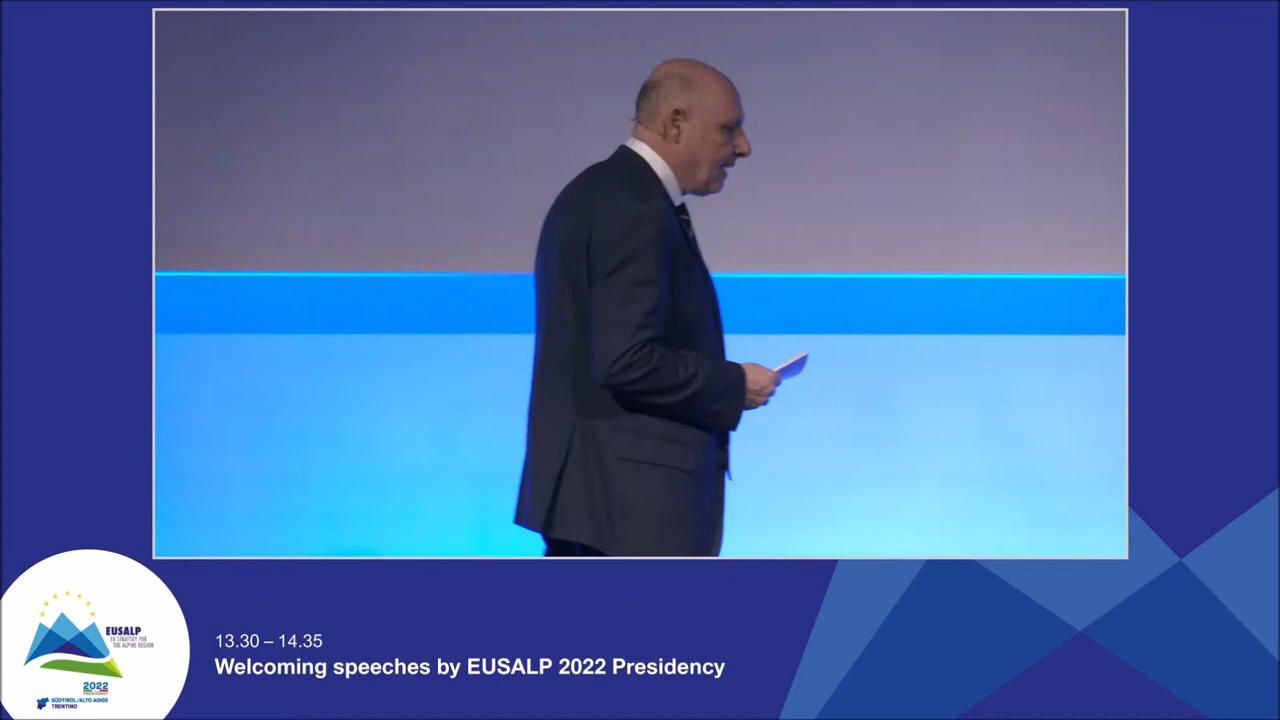 13.30 – 14.35
Welcoming speeches by EUSALP 2022 Presidency
EUSALP
EU STRATEGY FOR
THE ALPINE REGION
2022
PRESIDENCY
SÜDTIROL/ALTO ADIGE
TRENTINO